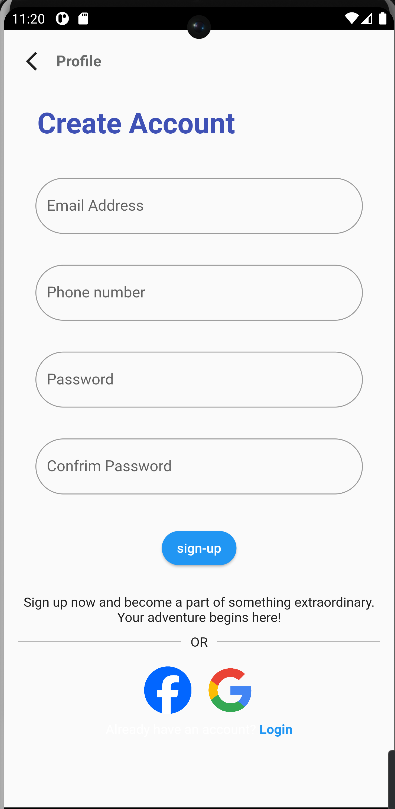 11:20
Profile
Create Account
Email Address
Phone number
Password
Confrim Password
sign-up
Sign up now and become a part of something extraordinary.
Your adventure begins here!
OR
Already have an account? Login